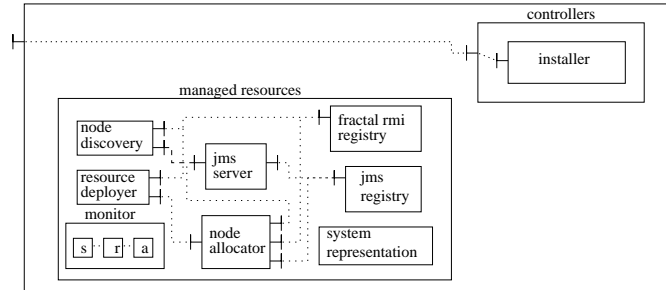 controllers
installer
managed resources
node
discovery
fractal rmi
registry
jms
server
resource
deployer
jms
registry
monitor
s r a
node
allocator
system
representation